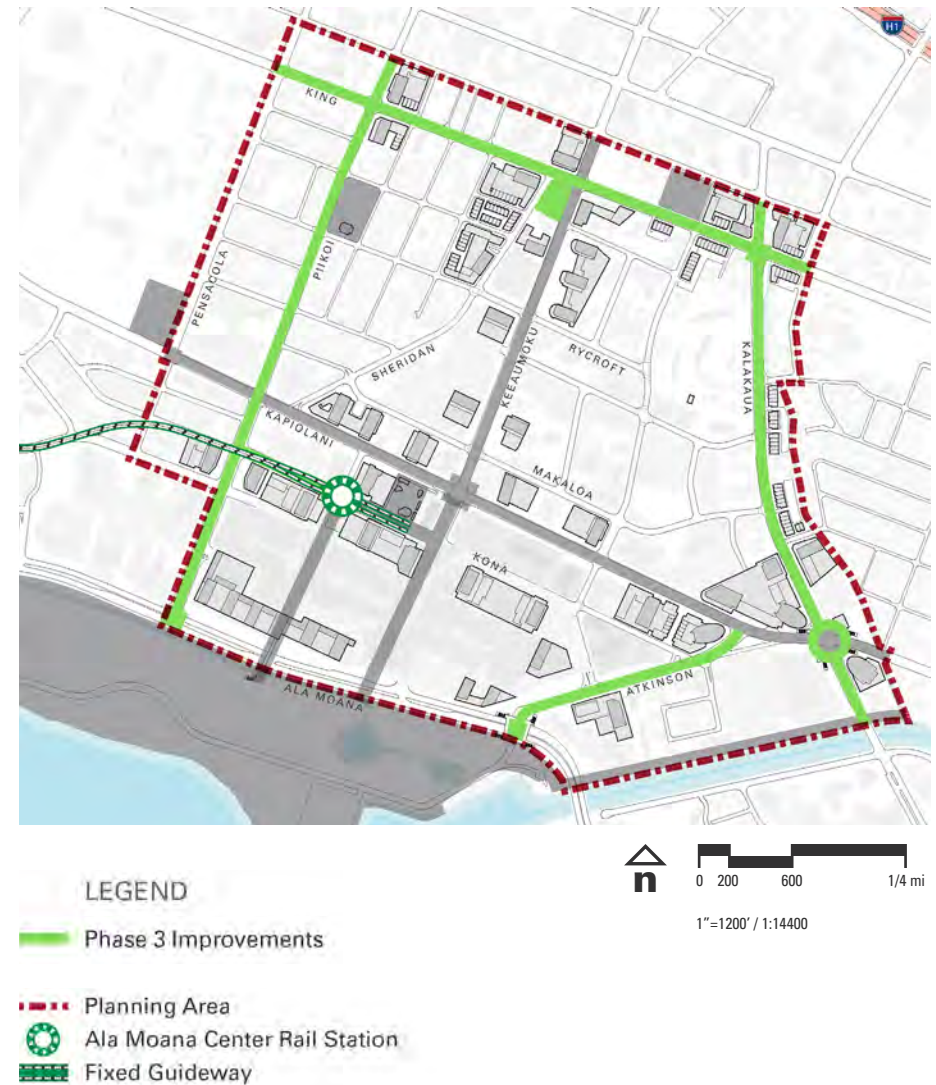 H1
KING
PENSACOLA
PIIKOI
SHERIDAN
KEEAUMOKU
RYCROFT
KALAKAUA
KAPIOLANI
MAKALOA
KONA
ATKINSON
ALA MOANA
n
0 200 600 1/4 mi
1"=1200' / 1:14400
LEGEND
Phase 3 Improvements
Planning Area
Ala Moana Center Rail Station
Fixed Guideway